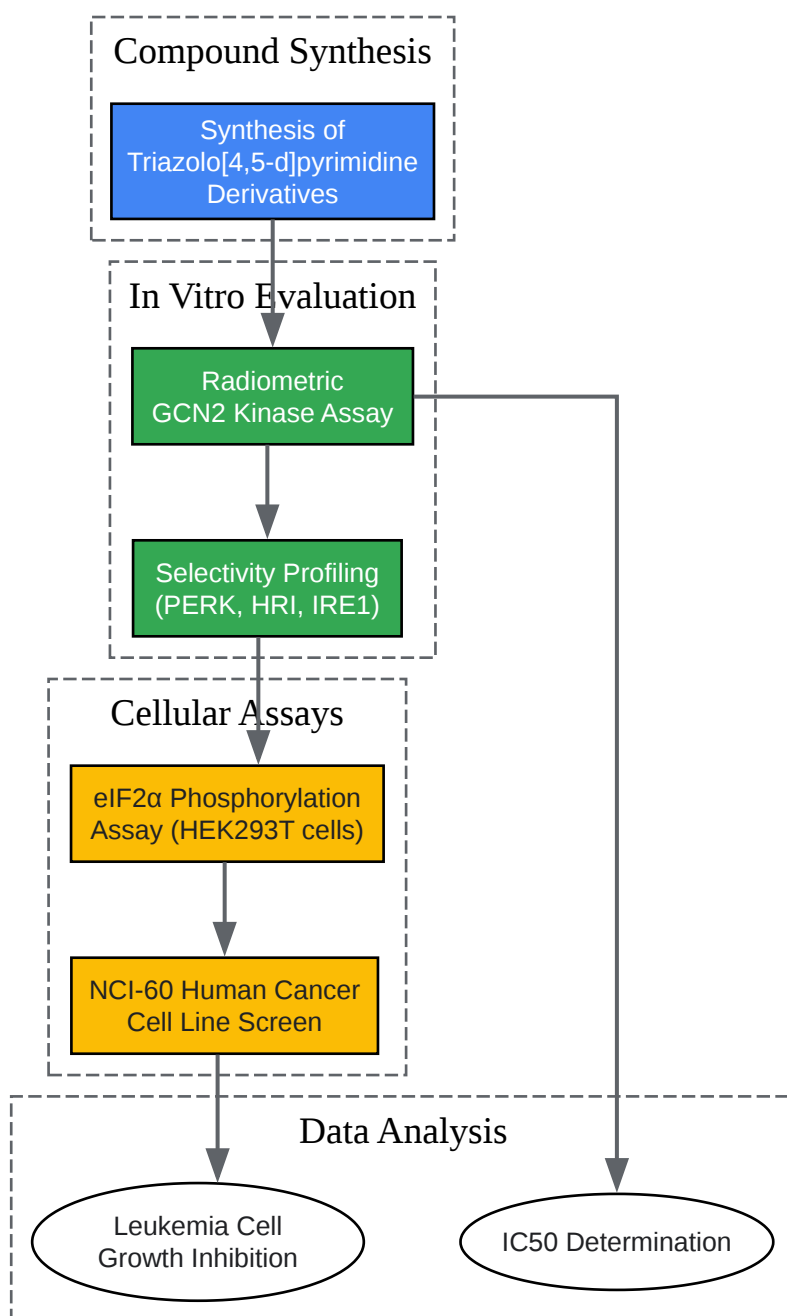 Compound Synthesis
Synthesis of
Triazolo[4,5-d]pyrimidine
Derivatives
In Vitro Evaluation
Radiometric
GCN2 Kinase Assay
Selectivity Profiling
(PERK, HRI, IRE1)
Cellular Assays
eIF2α Phosphorylation
Assay (HEK293T cells)
NCI-60 Human Cancer
Cell Line Screen
Data Analysis
Leukemia Cell
Growth Inhibition
IC50 Determination